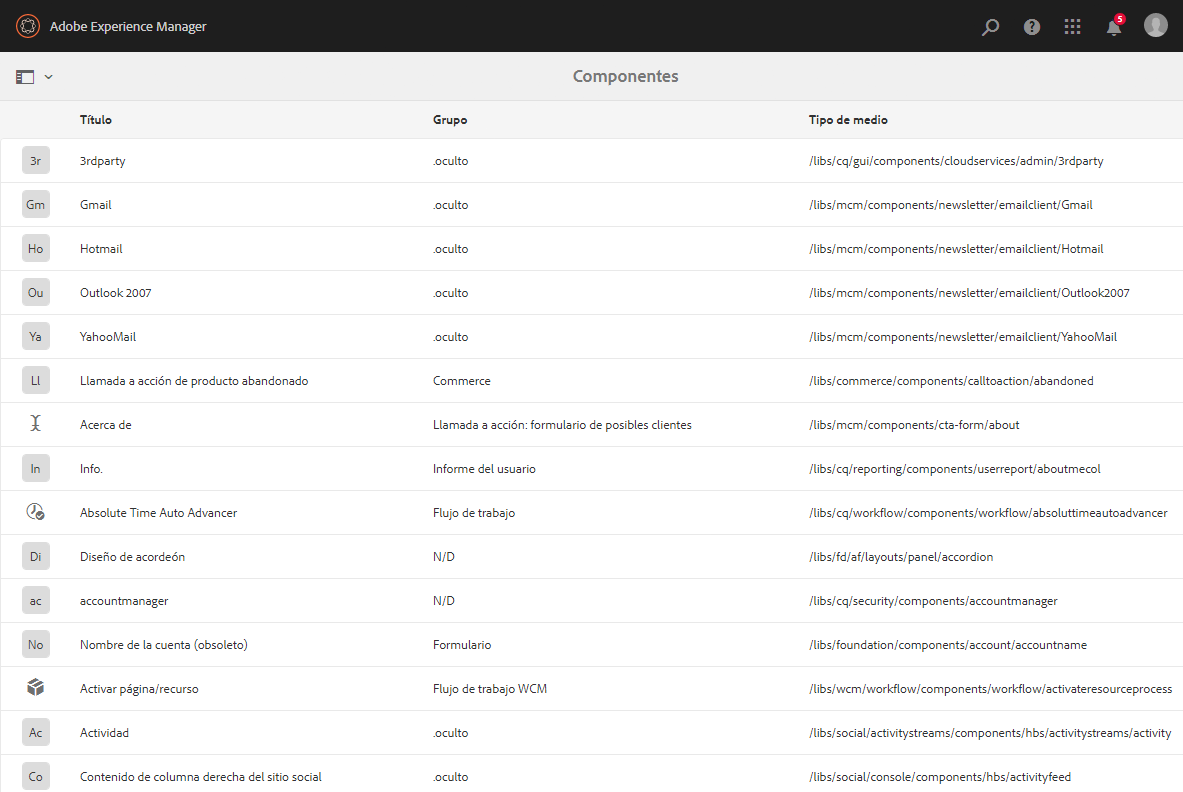 Adobe Experience Manager
5
Componentes
Título Grupo Tipo de medio
3r 3rdparty .oculto /libs/cq/gui/components/cloudservices/admin/3rdparty
Gm Gmail .oculto /libs/mcm/components/newsletter/emailclient/Gmail
Ho Hotmail .oculto /libs/mcm/components/newsletter/emailclient/Hotmail
Ou Outlook 2007 .oculto /libs/mcm/components/newsletter/emailclient/Outlook2007
Ya YahooMail .oculto /libs/mcm/components/newsletter/emailclient/YahooMail
Ll Llamada a acción de producto abandonado Commerce /libs/commerce/components/calltoaction/abandoned
Acerca de Llamada a acción: formulario de posibles clientes /libs/mcm/components/cta-form/about
In Info. Informe del usuario /libs/cq/reporting/components/userreport/aboutmecol
Absolute Time Auto Advancer Flujo de trabajo /libs/cq/workflow/components/workflow/absoluttimeautoadvancer
Di Diseño de acordeón N/D /libs/fd/af/layouts/panel/accordion
ac accountmanager N/D /libs/cq/security/components/accountmanager
No Nombre de la cuenta (obsoleto) Formulario /libs/foundation/components/account/accountname
Activar página/recurso Flujo de trabajo WCM /libs/wcm/workflow/components/workflow/activateresourceprocess
Ac Actividad .oculto /libs/social/activitystreams/components/hbs/activitystreams/activity
Co Contenido de columna derecha del sitio social .oculto /libs/social/console/components/hbs/activityfeed